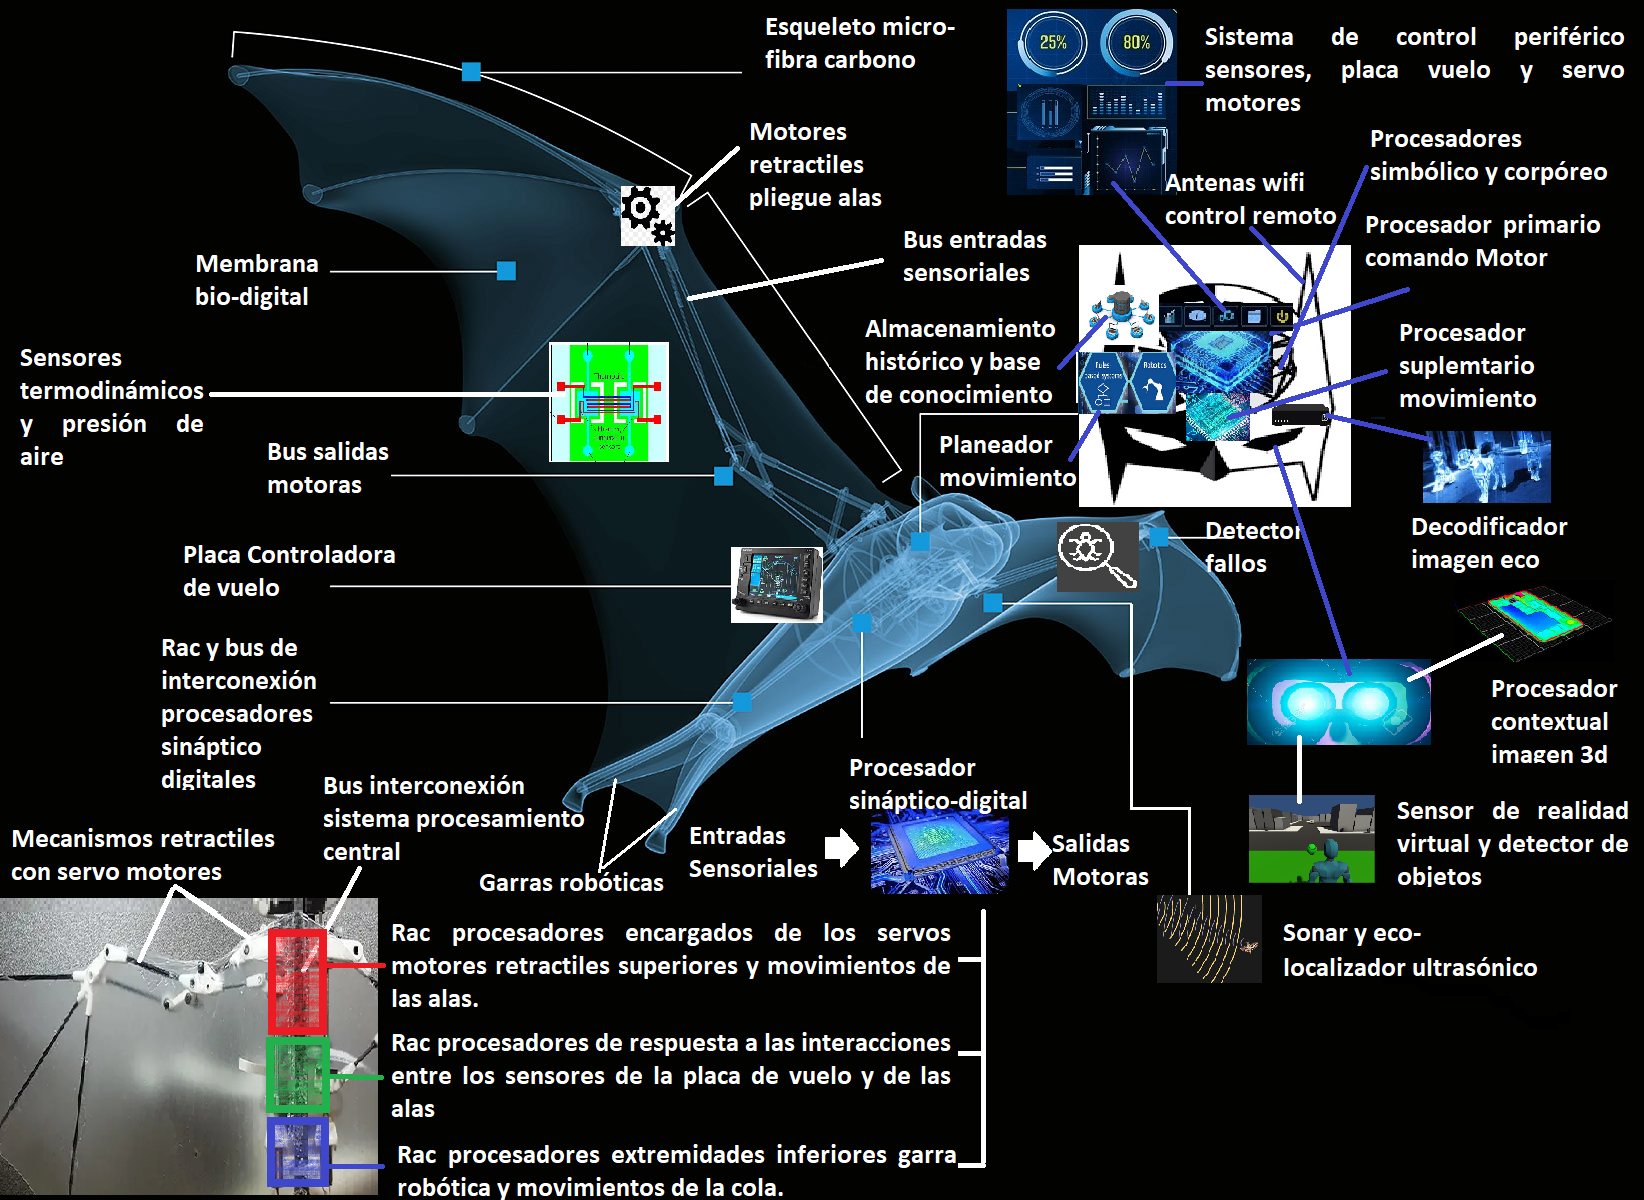 Esqueleto micro-
fibra carbono
25%
80%
Sistema de control periférico
sensores, placa vuelo y servo
motores
Motores
retractiles
pliegue alas
Procesadores
simbólico y corpóreo
Antenas wifi
control remoto
Procesador primario
comando Motor
Bus entradas
sensoriales
Membrana
bio-digital
Almacenamiento
histórico y base
de conocimiento
Procesador
suplemtario
movimiento
Rules
based systems
Robotics
Sensores
termodinámicos
y presión de
aire
Bus salidas
motoras
Planeador
movimiento
Detector
fallos
Decodificador
imagen eco
Placa Controladora
de vuelo
Rac y bus de
interconexión
procesadores
sináptico
digitales
Procesador
contextual
imagen 3d
Bus interconexión
sistema procesamiento
central
Procesador
sináptico-digital
Entradas
Sensoriales
Salidas
Motoras
Sensor de realidad
virtual y detector de
objetos
Mecanismos retractiles
con servo motores
Garras robóticas
Sonar y eco-
localizador ultrasónico
Rac procesadores encargados de los servos
motores retractiles superiores y movimientos de
las alas.
Rac procesadores de respuesta a las interacciones
entre los sensores de la placa de vuelo y de las
alas
Rac procesadores extremidades inferiores garra
robótica y movimientos de la cola.